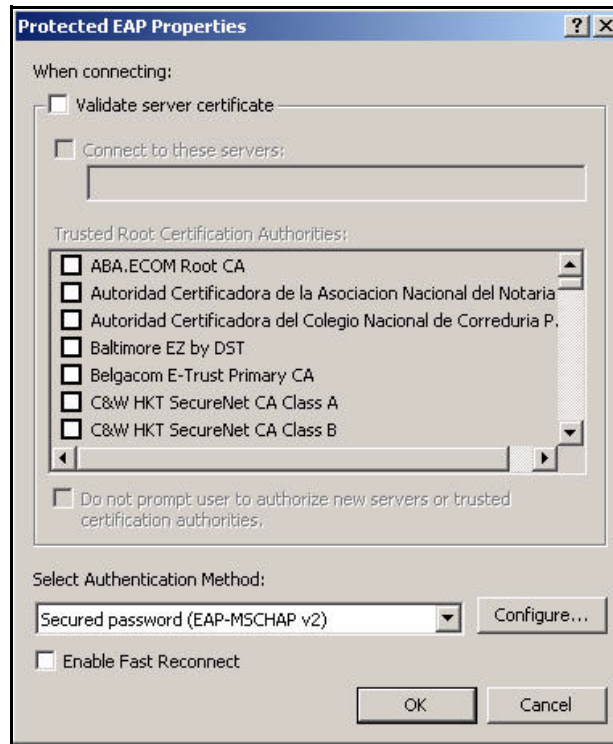 Protected EAP Properties
When connecting:
Validate server certificate
Connect to these servers:
Trusted Root Certification Authorities:
ABA.ECOM Root CA
Autoridad Certificadora de la Asociacion Nacional del Notaria
Autoridad Certificadora del Colegio Nacional de Correduria P.
Baltimore EZ by DST
Belgacom E-Trust Primary CA
C&W HKT SecureNet CA Class A
C&W HKT SecureNet CA Class B
Do not prompt user to authorize new servers or trusted
certification authorities.
Select Authentication Method:
Secured password (EAP-MSCHAP v2)
Configure...
Enable Fast Reconnect
OK
Cancel